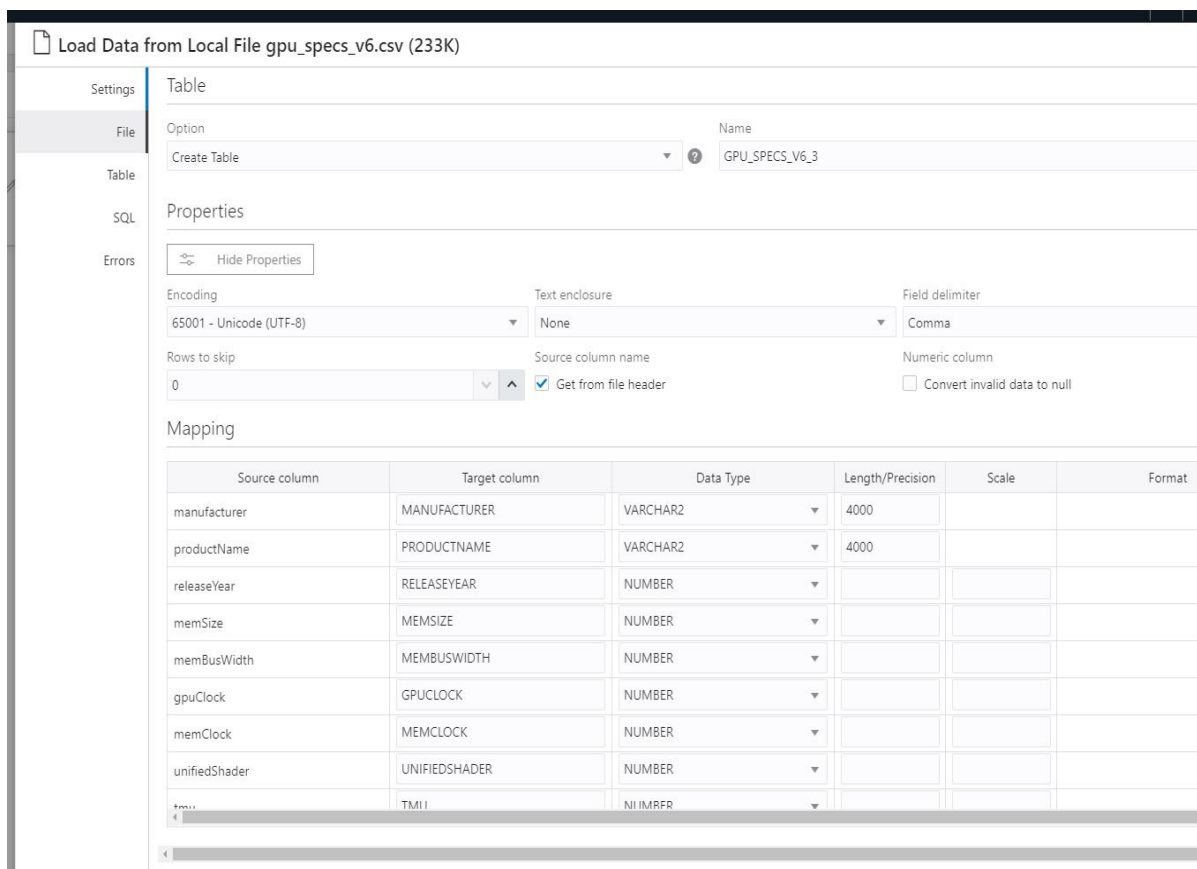 Load Data from Local File gpu_specs_v6.csv (233K)
Settings
File
Table
SQL
Errors
Table
Option Name
Create Table GPU_SPECS_V6_3
Properties
Hide Properties
Encoding Text enclosure Field delimiter
65001 - Unicode (UTF-8) None Comma
Rows to skip Source column name Numeric column
0 Get from file header Convert invalid data to null
Mapping
Source column Target column Data Type Length/Precision Scale Format
manufacturer MANUFACTURER VARCHAR2 4000
productName PRODUCTNAME VARCHAR2 4000
releaseYear RELEASEYEAR NUMBER
memSize MEMSIZE NUMBER
memBusWidth MEMBUSWIDTH NUMBER
gpuClock GPUCLOCK NUMBER
memClock MEMCLOCK NUMBER
unifiedShader UNIFIEDSHADER NUMBER
tmu TMU NUMBER